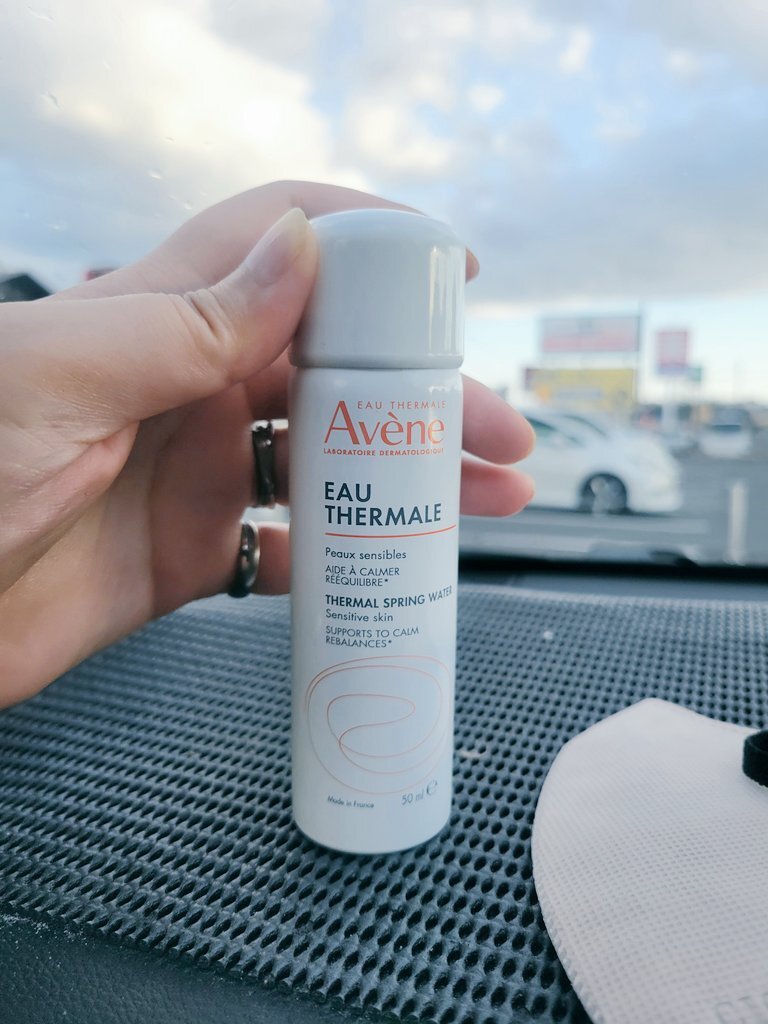 EAU THERMALE
Avène
LABORATOIRE DERMATOLOGIQUE
EAU
THERMALE
Peaux sensibles
AIDE À CALMER
RÉÉQUILIBRE*
THERMAL SPRING WATER
Sensitive skin
SUPPORTS TO CALM
REBALANCES*
Made in France
50 ml ℮